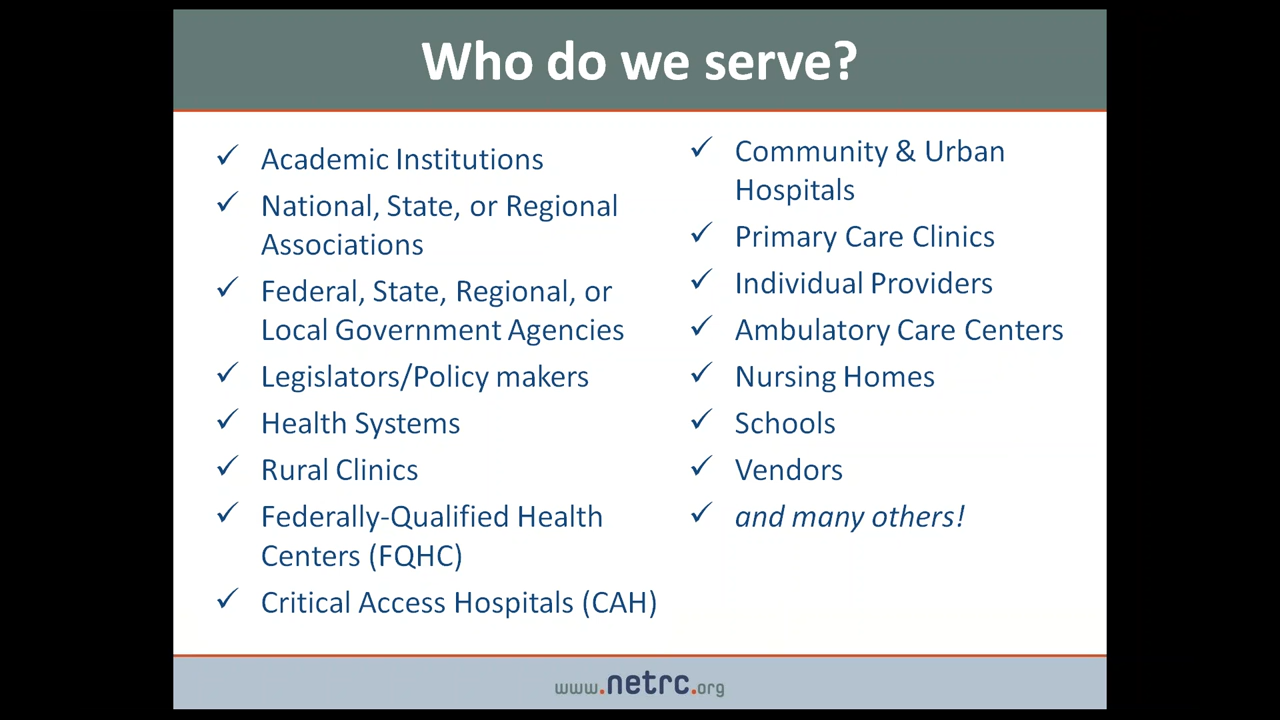 Who do we serve?
✓ Academic Institutions
✓ National, State, or Regional
Associations
✓ Federal, State, Regional, or
Local Government Agencies
✓ Legislators/Policy makers
✓ Health Systems
✓ Rural Clinics
✓ Federally-Qualified Health
Centers (FQHC)
✓ Critical Access Hospitals (CAH)
✓ Community & Urban
Hospitals
✓ Primary Care Clinics
✓ Individual Providers
✓ Ambulatory Care Centers
✓ Nursing Homes
✓ Schools
✓ Vendors
✓ and many others!
www.netrc.org